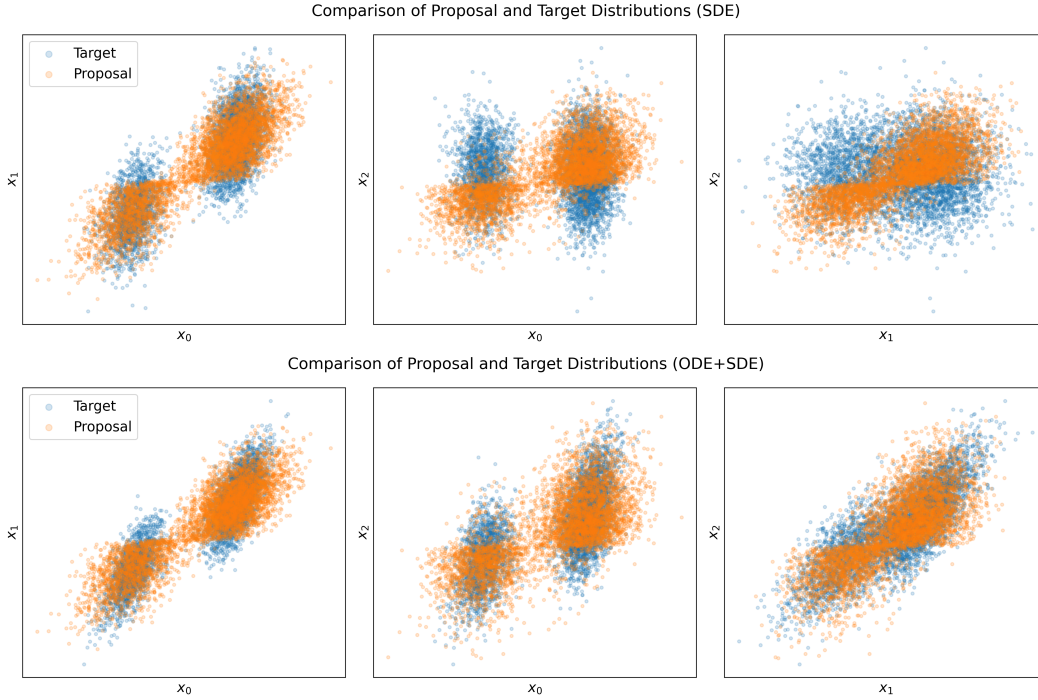 Comparison of Proposal and Target Distributions (SDE)
Target
Proposal
x₁
x₀
x₂
x₀
x₂
x₁
Comparison of Proposal and Target Distributions (ODE+SDE)
Target
Proposal
x₁
x₀
x₂
x₀
x₂
x₁